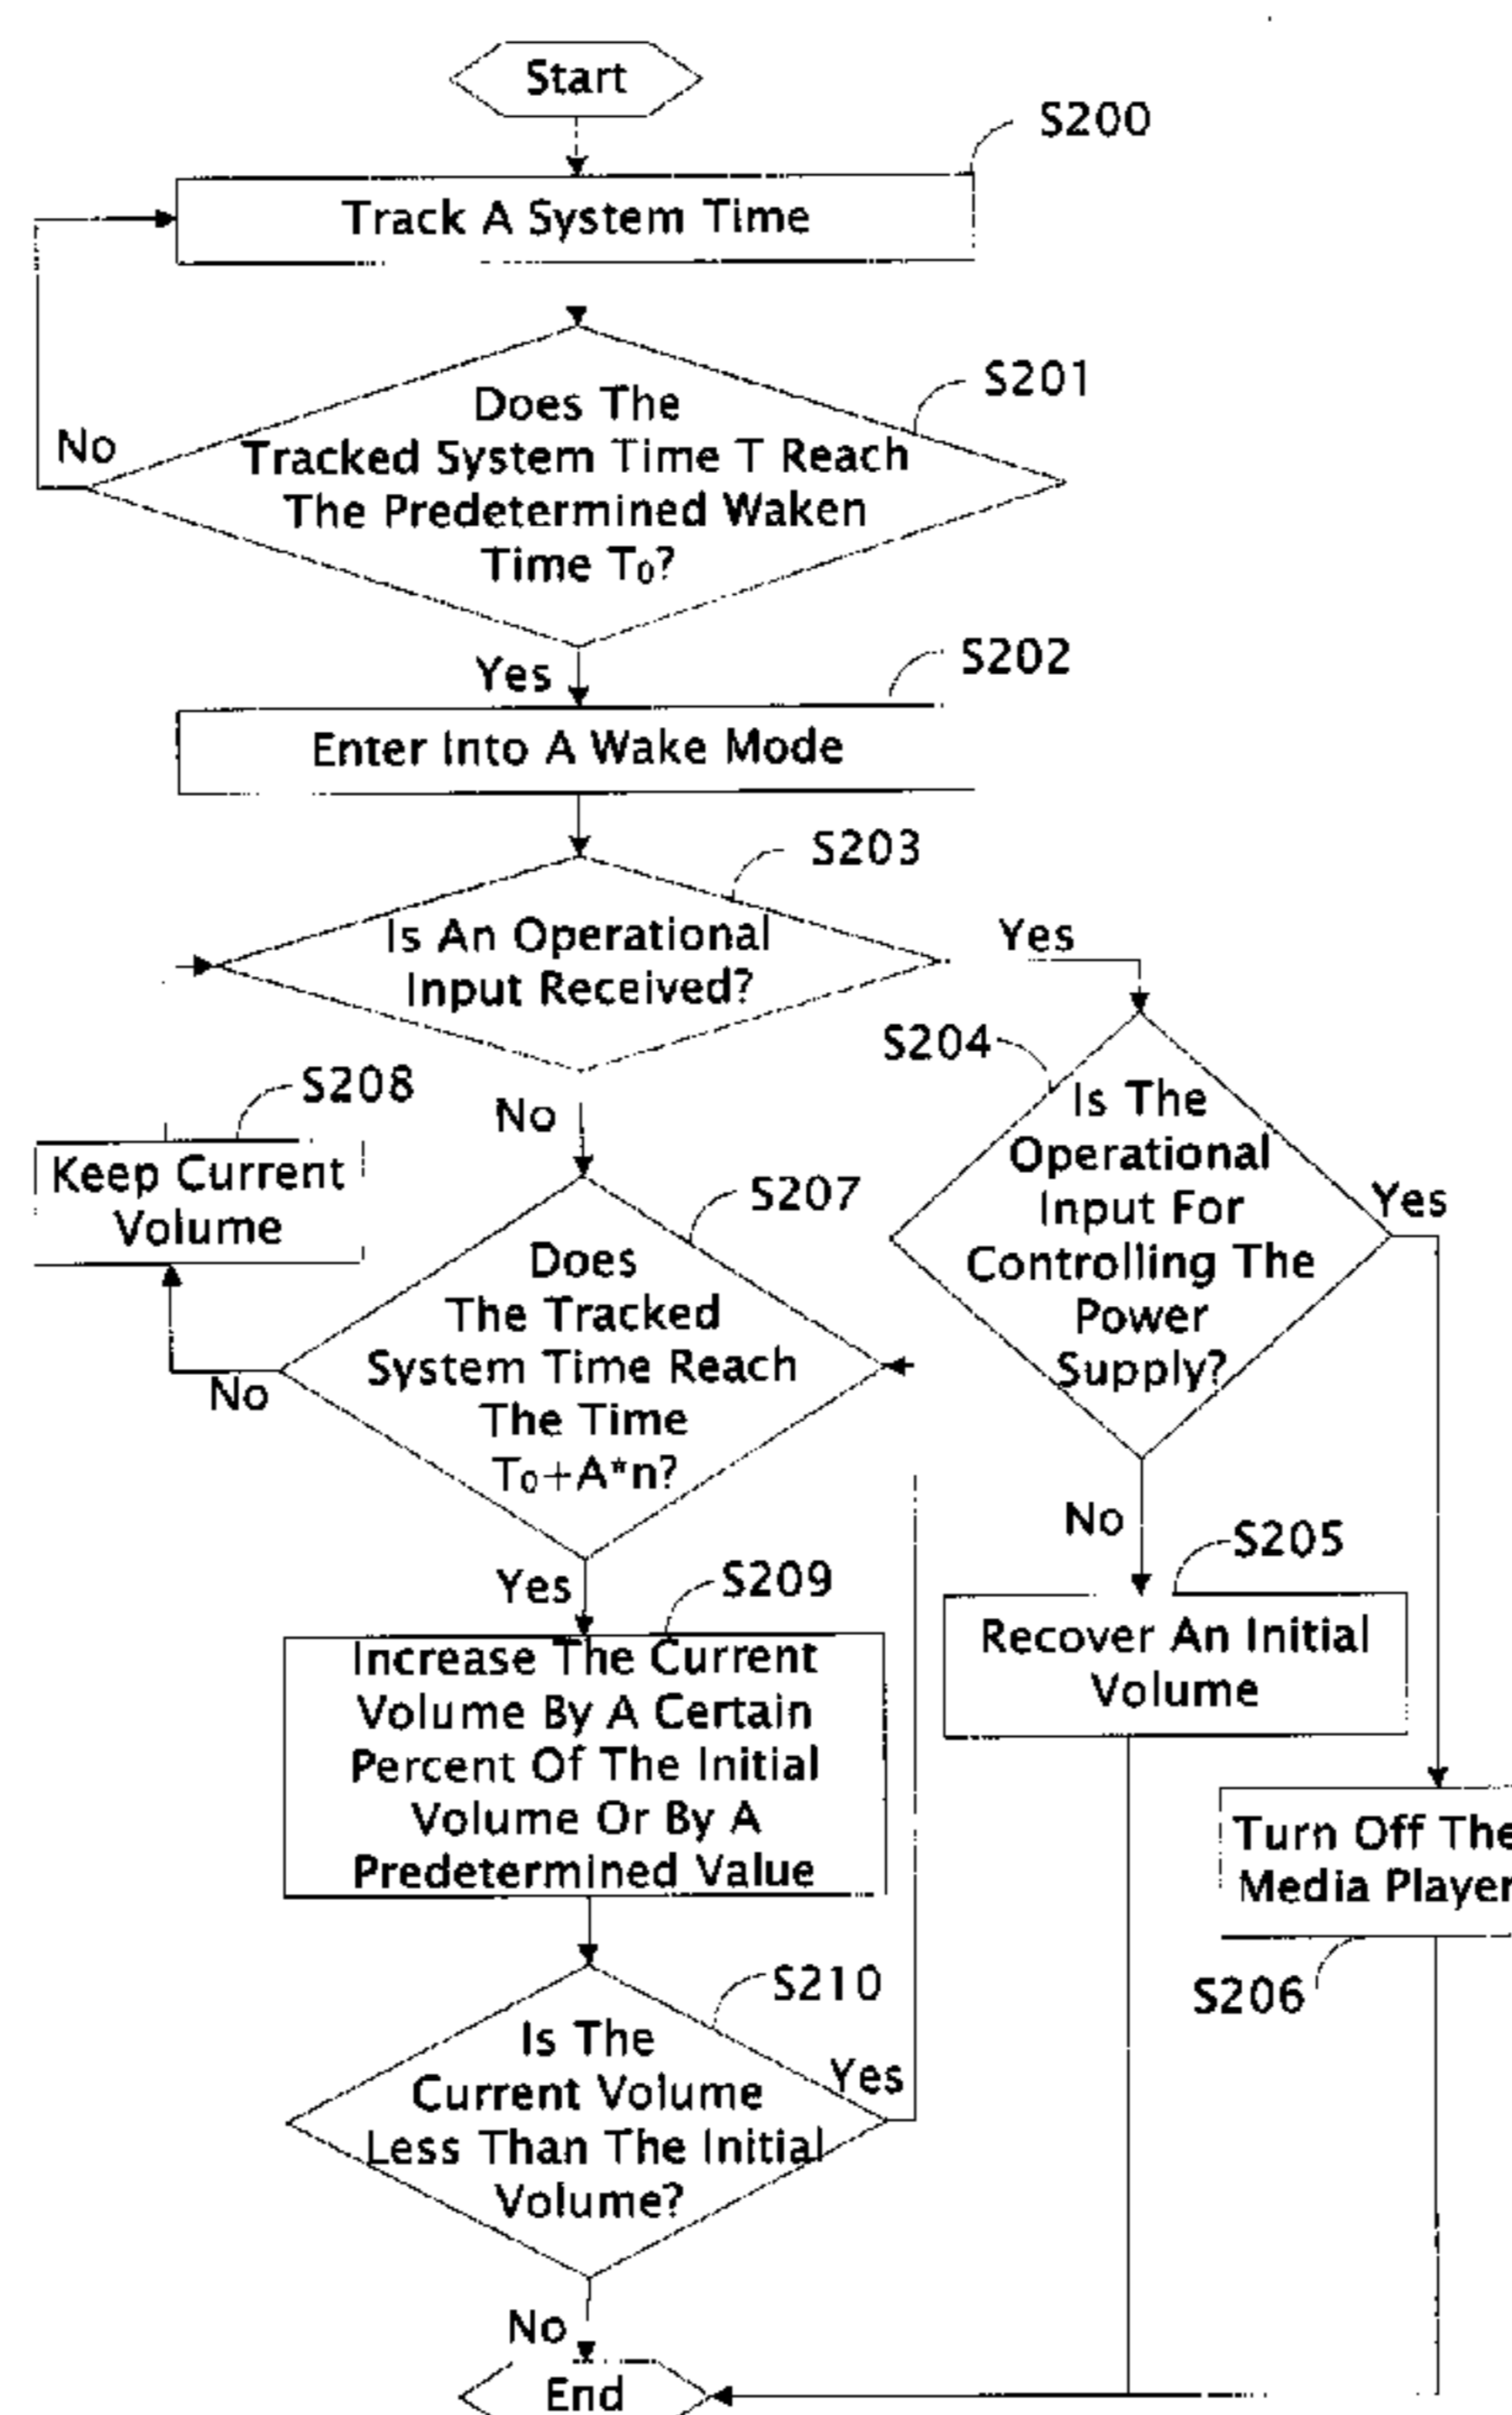 Start
S200
Track A System Time
S201
Does The
Tracked System Time T Reach
The Predetermined Waken
Time T₀?
No
Yes
S202
Enter Into A Wake Mode
S203
Is An Operational
Input Received?
Yes
No
S204
Is The
Operational
Input For
Controlling The
Power
Supply?
Yes
No
S208
Keep Current
Volume
S207
Does
The Tracked
System Time Reach
The Time
T₀+A*n?
No
Yes
S205
Recover An Initial
Volume
S209
Increase The Current
Volume By A Certain
Percent Of The Initial
Volume Or By A
Predetermined Value
Turn Off The
Media Player
S206
S210
Is The
Current Volume
Less Than The Initial
Volume?
Yes
No
End